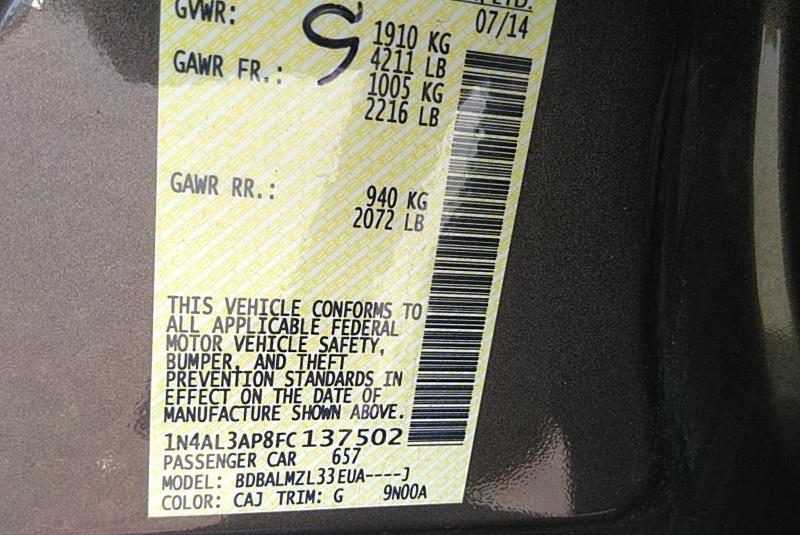 GVWR: 1910 KG
07/14
4211 LB
GAWR FR.: 1005 KG
2216 LB
GAWR RR.: 940 KG
2072 LB
THIS VEHICLE CONFORMS TO
ALL APPLICABLE FEDERAL
MOTOR VEHICLE SAFETY,
BUMPER, AND THEFT
PREVENTION STANDARDS IN
EFFECT ON THE DATE OF
MANUFACTURE SHOWN ABOVE.
1N4AL3AP8FC137502
PASSENGER CAR 657
MODEL: BDBALMZL33EUA----J
COLOR: CAJ TRIM: G 9N00A